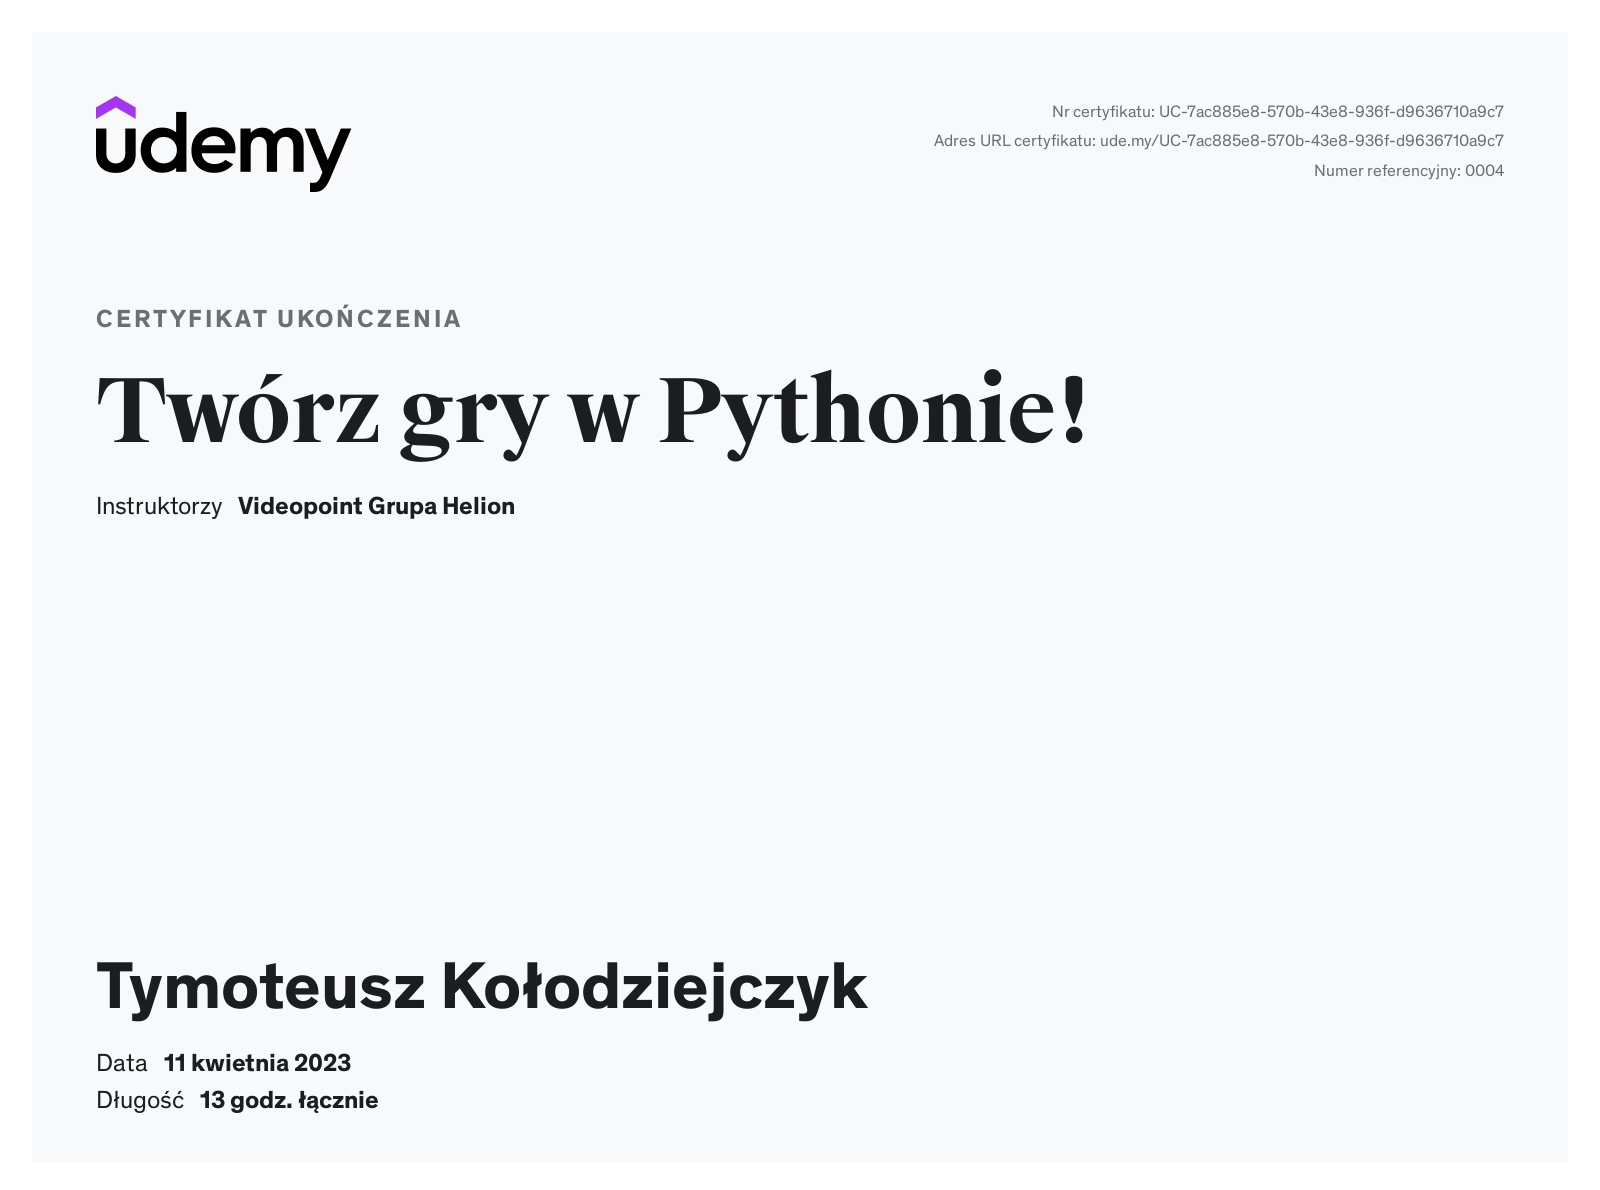 udemy
Nr certyfikatu: UC-7ac885e8-570b-43e8-936f-d9636710a9c7
Adres URL certyfikatu: ude.my/UC-7ac885e8-570b-43e8-936f-d9636710a9c7
Numer referencyjny: 0004
CERTYFIKAT UKOŃCZENIA
Twórz gry w Pythonie!
Instruktorzy Videopoint Grupa Helion
Tymoteusz Kołodziejczyk
Data 11 kwietnia 2023
Długość 13 godz. łącznie